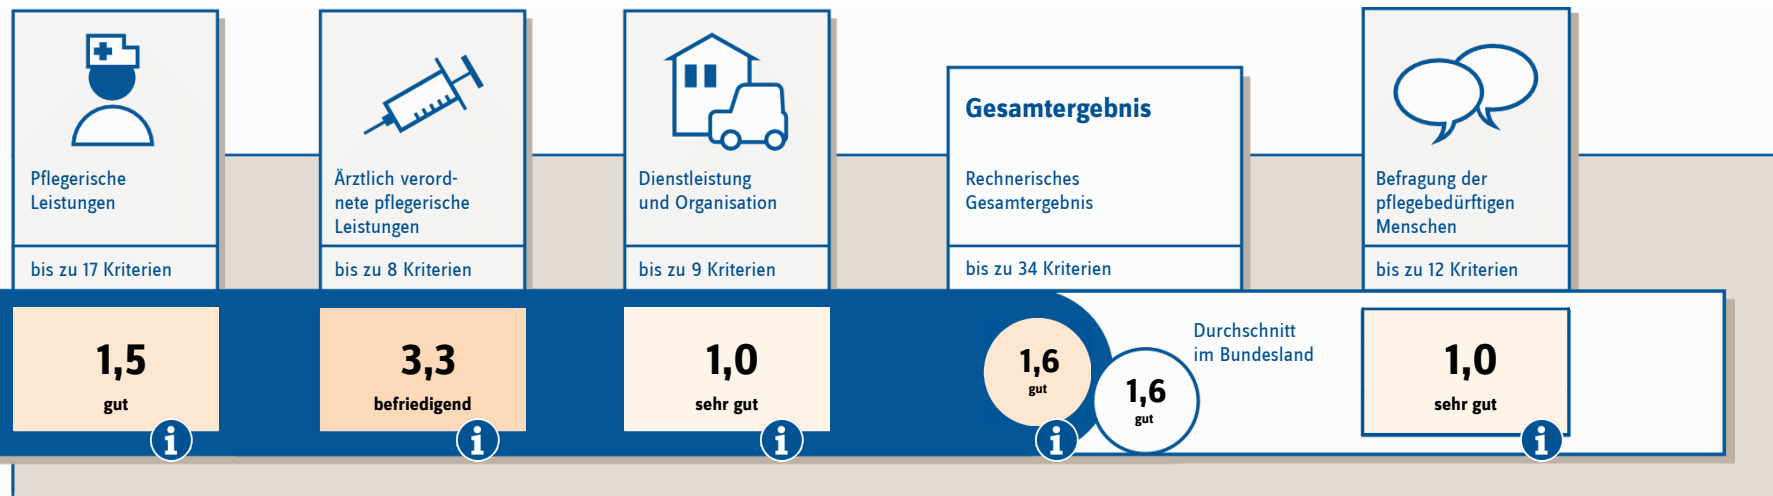 Pflegerische
Leistungen
bis zu 17 Kriterien
1,5
gut
i
Ärztlich verord-
nete pflegerische
Leistungen
bis zu 8 Kriterien
3,3
befriedigend
i
Dienstleistung
und Organisation
bis zu 9 Kriterien
1,0
sehr gut
i
Gesamtergebnis
Rechnerisches
Gesamtergebnis
bis zu 34 Kriterien
1,6
gut
i
Durchschnitt
im Bundesland
1,6
gut
Befragung der
pflegebedürftigen
Menschen
bis zu 12 Kriterien
1,0
sehr gut
i